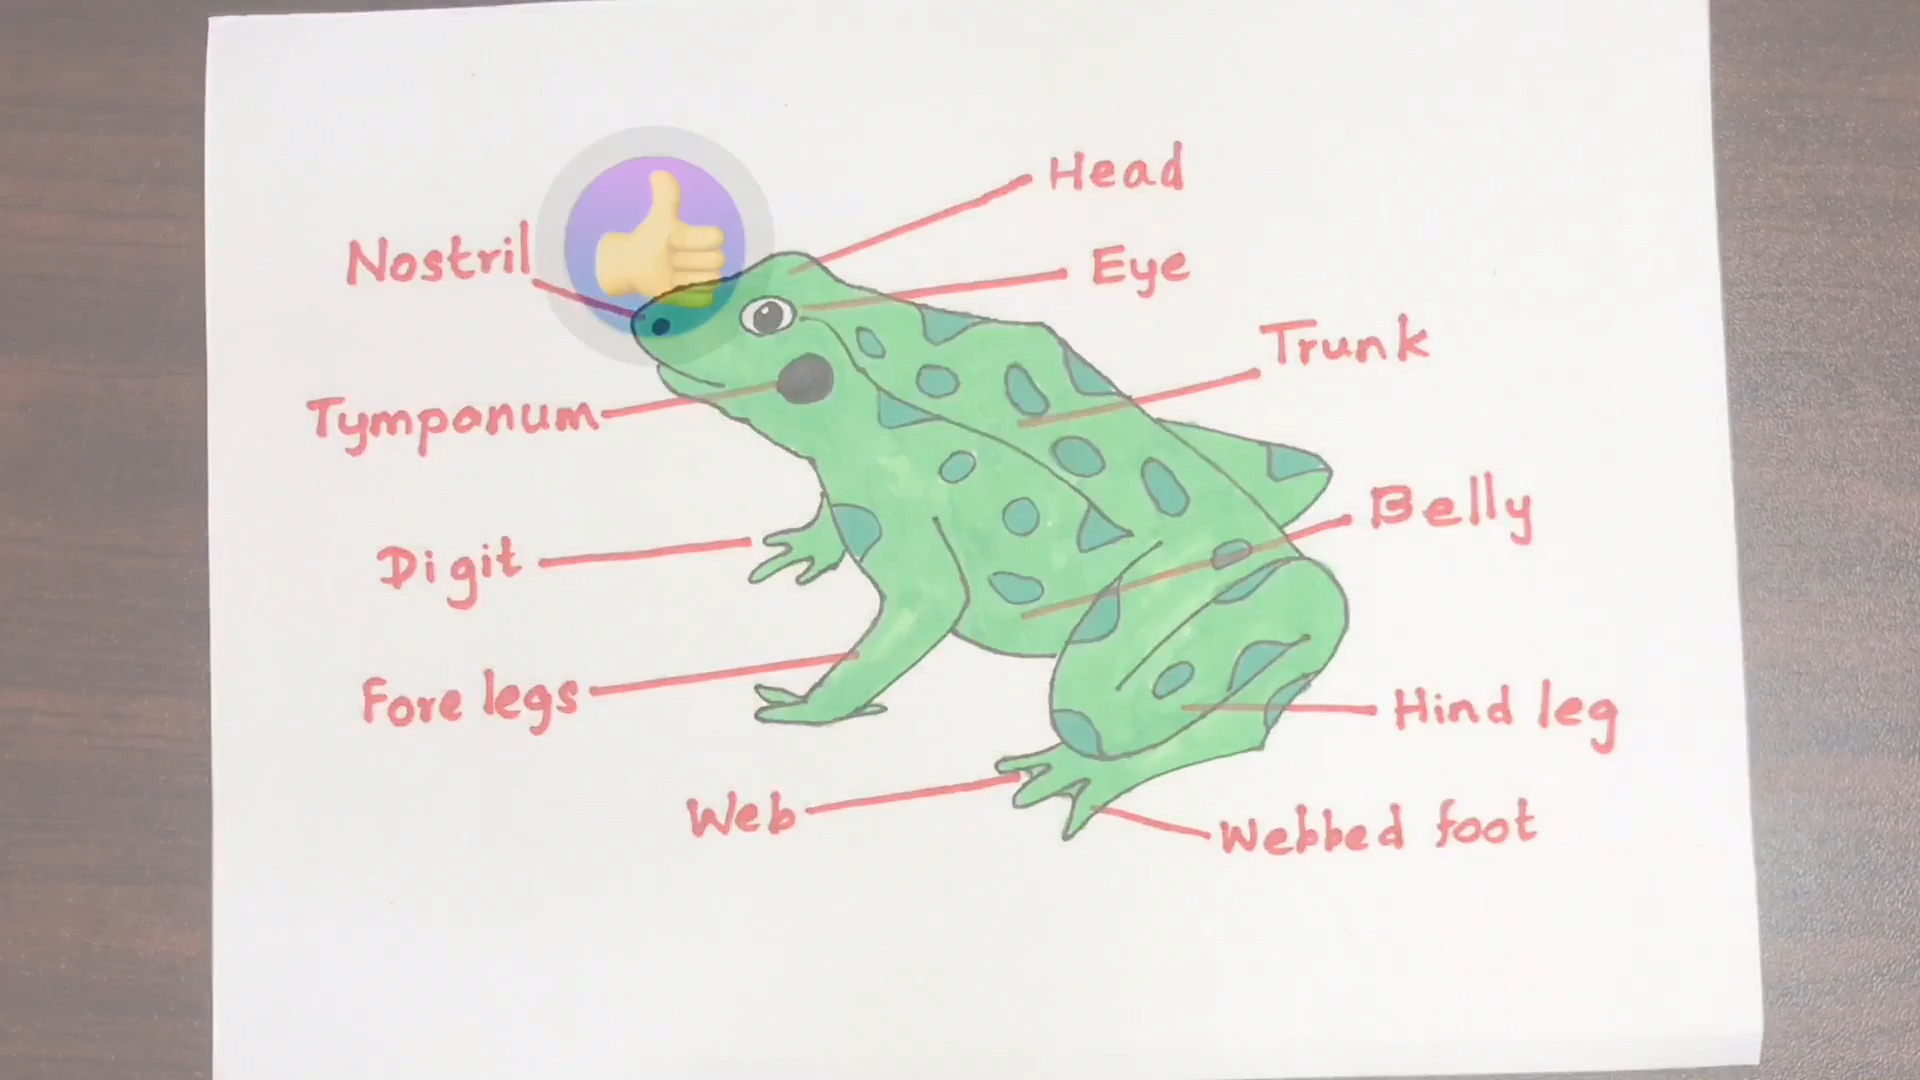 Head
Nostril
Eye
Trunk
Tymponum
Belly
Digit
Fore legs
Hind leg
Web
Webbed foot